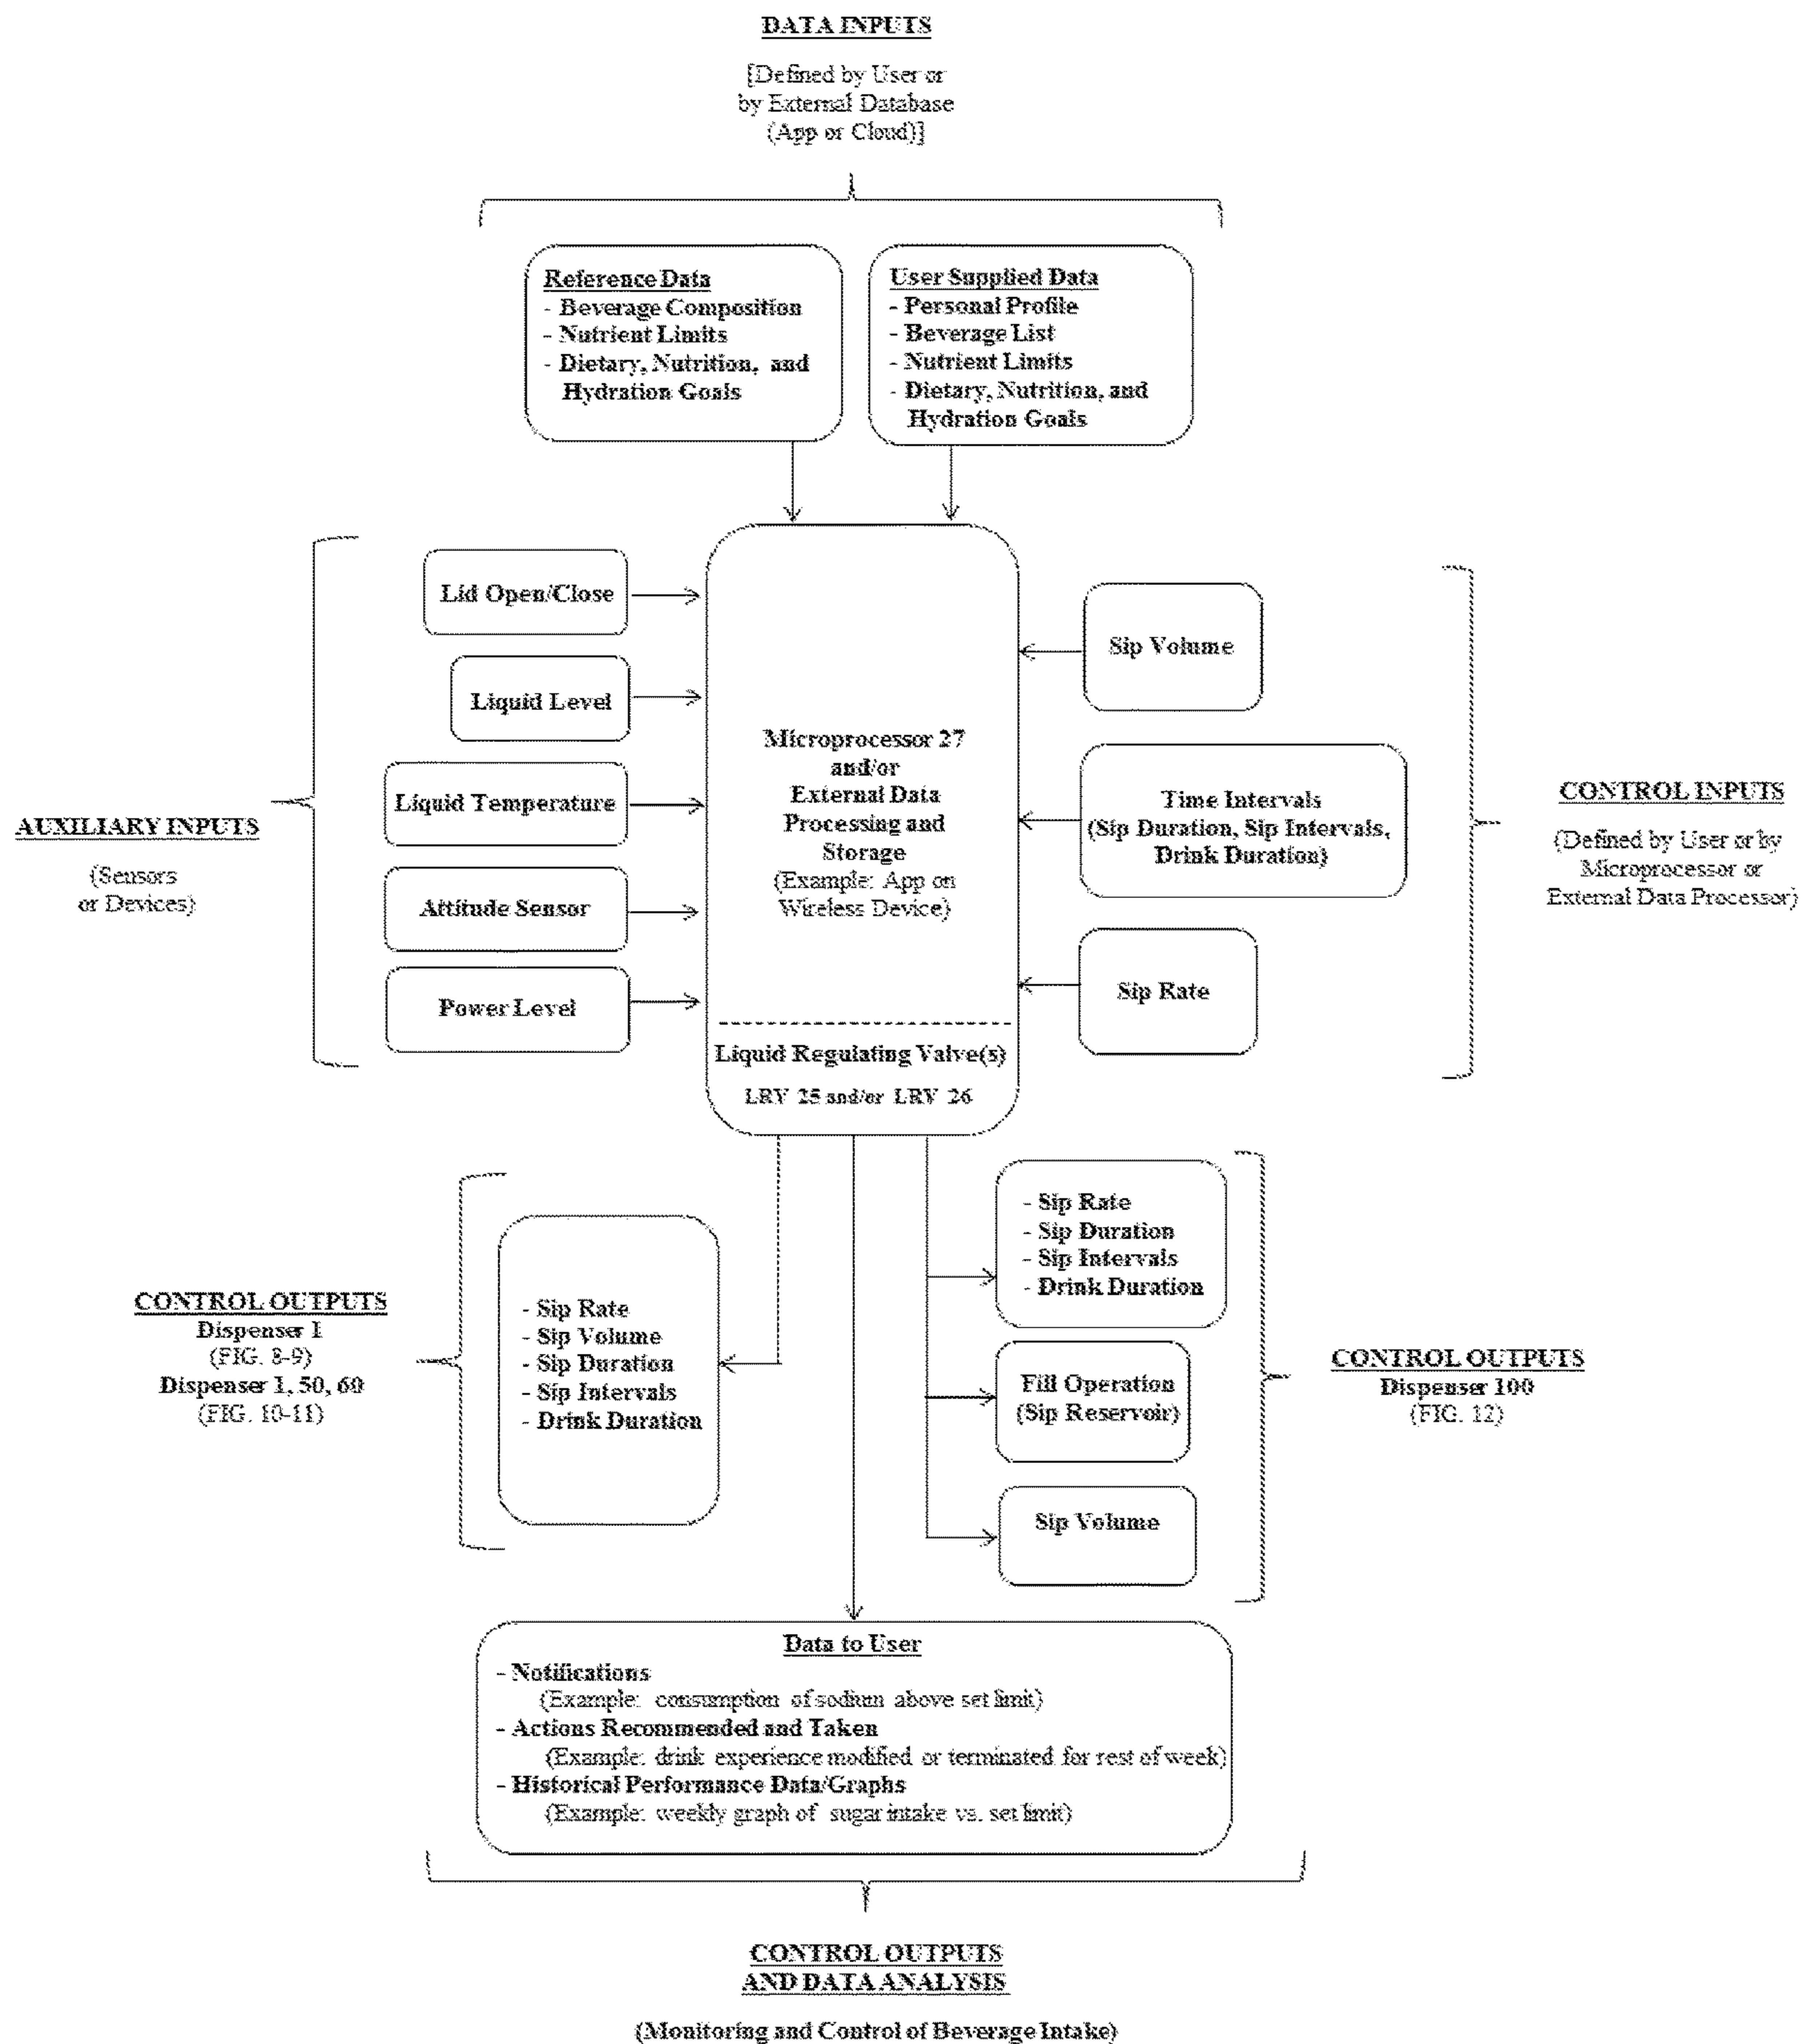 DATA INPUTS
[Defined by User or
by External Database
(App or Cloud)]
Reference Data
- Beverage Composition
- Nutrient Limits
- Dietary, Nutrition, and
Hydration Goals
User Supplied Data
- Personal Profile
- Beverage List
- Nutrient Limits
- Dietary, Nutrition, and
Hydration Goals
AUXILIARY INPUTS
(Sensors
or Devices)
Lid Open/Close
Liquid Level
Liquid Temperature
Attitude Sensor
Power Level
Microprocessor 27
and/or
External Data
Processing and
Storage
(Example: App on
Wireless Device)
Liquid Regulating Valve(s)
LRV 25 and/or LRV 26
Sip Volume
Time Intervals
(Sip Duration, Sip Intervals,
Drink Duration)
Sip Rate
CONTROL INPUTS
(Defined by User or by
Microprocessor or
External Data Processor)
CONTROL OUTPUTS
Dispenser 1
(FIG. 8-9)
Dispenser 1, 50, 60
(FIG. 10-11)
- Sip Rate
- Sip Volume
- Sip Duration
- Sip Intervals
- Drink Duration
- Sip Rate
- Sip Duration
- Sip Intervals
- Drink Duration
Fill Operation
(Sip Reservoir)
Sip Volume
CONTROL OUTPUTS
Dispenser 100
(FIG. 12)
Data to User
- Notifications
(Example: consumption of sodium above set limit)
- Actions Recommended and Taken
(Example: drink experience modified or terminated for rest of week)
- Historical Performance Data/Graphs
(Example: weekly graph of sugar intake vs. set limit)
CONTROL OUTPUTS
AND DATA ANALYSIS
(Monitoring and Control of Beverage Intake)